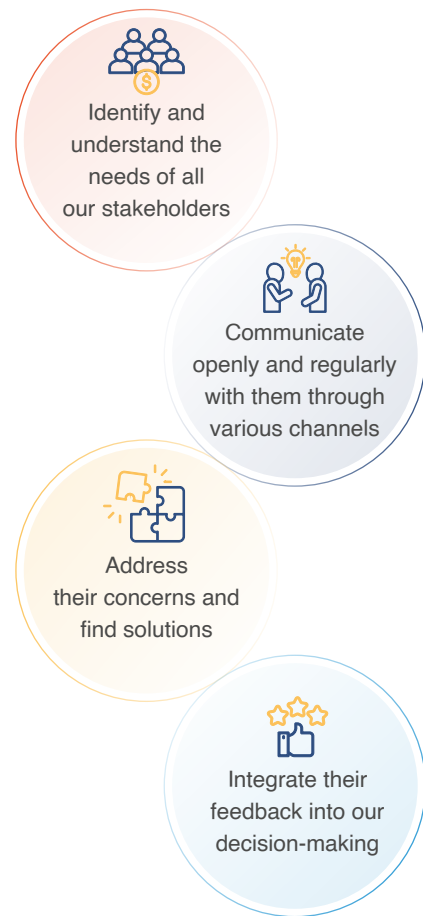 Identify and
understand the
needs of all
our stakeholders
Communicate
openly and regularly
with them through
various channels
Address
their concerns and
find solutions
Integrate their
feedback into our
decision-making